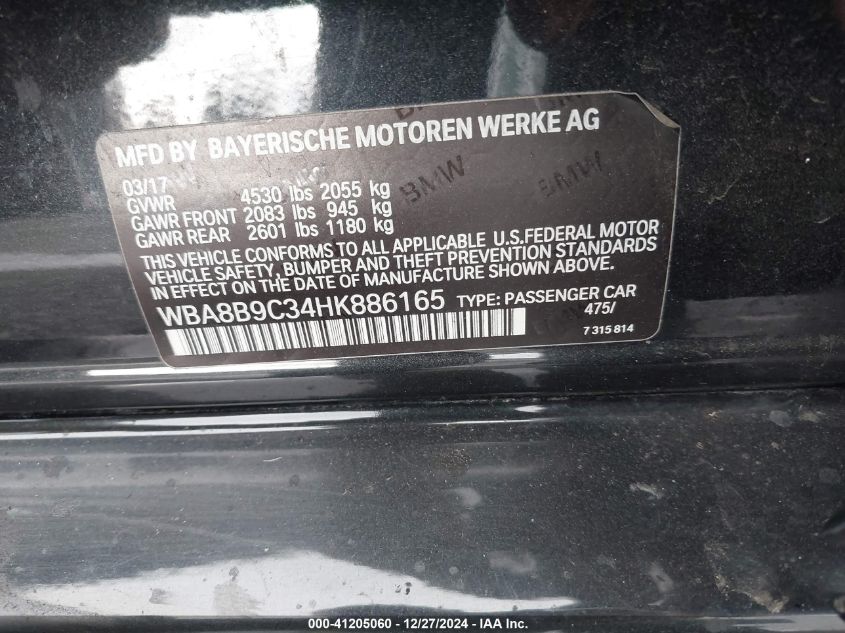 MFD BY BAYERISCHE MOTOREN WERKE AG
03/17
GVWR 4530 lbs 2055 kg
GAWR FRONT 2083 lbs 945 kg
GAWR REAR 2601 lbs 1180 kg
THIS VEHICLE CONFORMS TO ALL APPLICABLE U.S.FEDERAL MOTOR
VEHICLE SAFETY, BUMPER AND THEFT PREVENTION STANDARDS
IN EFFECT ON THE DATE OF MANUFACTURE SHOWN ABOVE.
WBA8B9C34HK886165 TYPE: PASSENGER CAR
475/
7 315 814
BMW
BMW
000-41205060 - 12/27/2024 - IAA Inc.